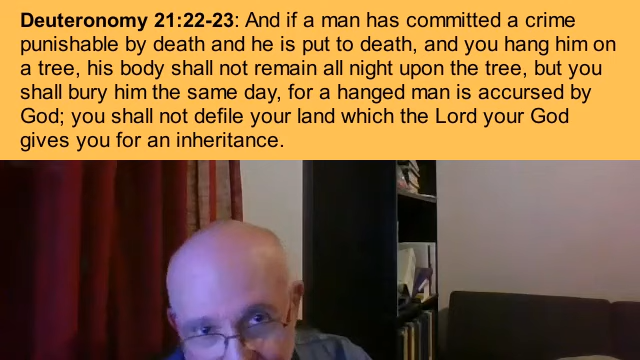 Deuteronomy 21:22-23: And if a man has committed a crime
punishable by death and he is put to death, and you hang him on
a tree, his body shall not remain all night upon the tree, but you
shall bury him the same day, for a hanged man is accursed by
God; you shall not defile your land which the Lord your God
gives you for an inheritance.